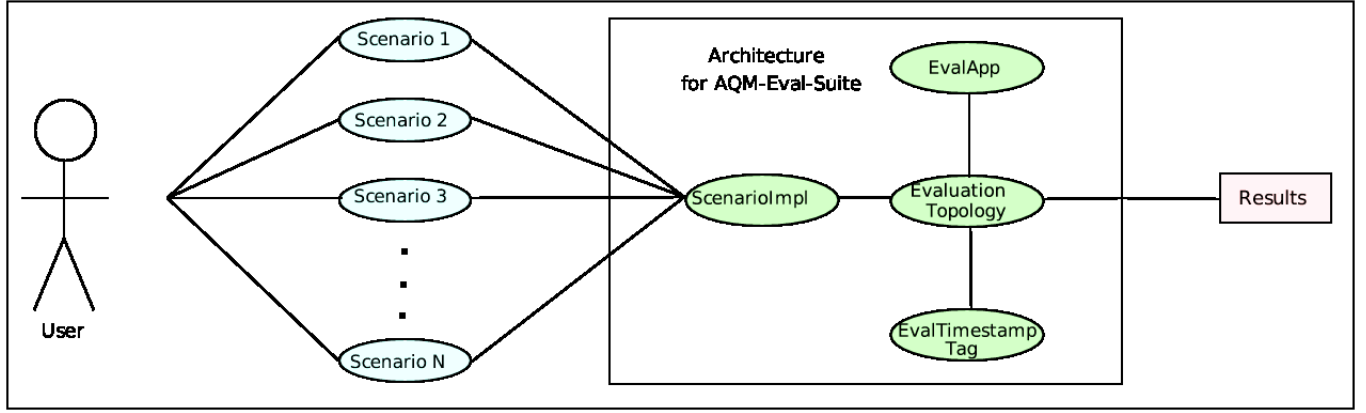 User
Scenario 1
Scenario 2
Scenario 3
Scenario N
Architecture
for AQM-Eval-Suite
ScenarioImpl
EvalApp
Evaluation
Topology
EvalTimestamp
Tag
Results